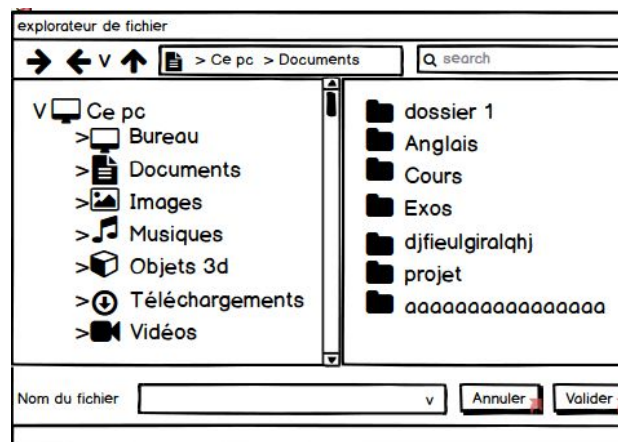 explorateur de fichier
> Ce pc > Documents
search
V Ce pc
> Bureau
> Documents
> Images
> Musiques
> Objets 3d
> Téléchargements
> Vidéos
dossier 1
Anglais
Cours
Exos
djfieulgiralqhj
projet
aaaaaaaaaaaaaaaa
Nom du fichier
v
Annuler
Valider